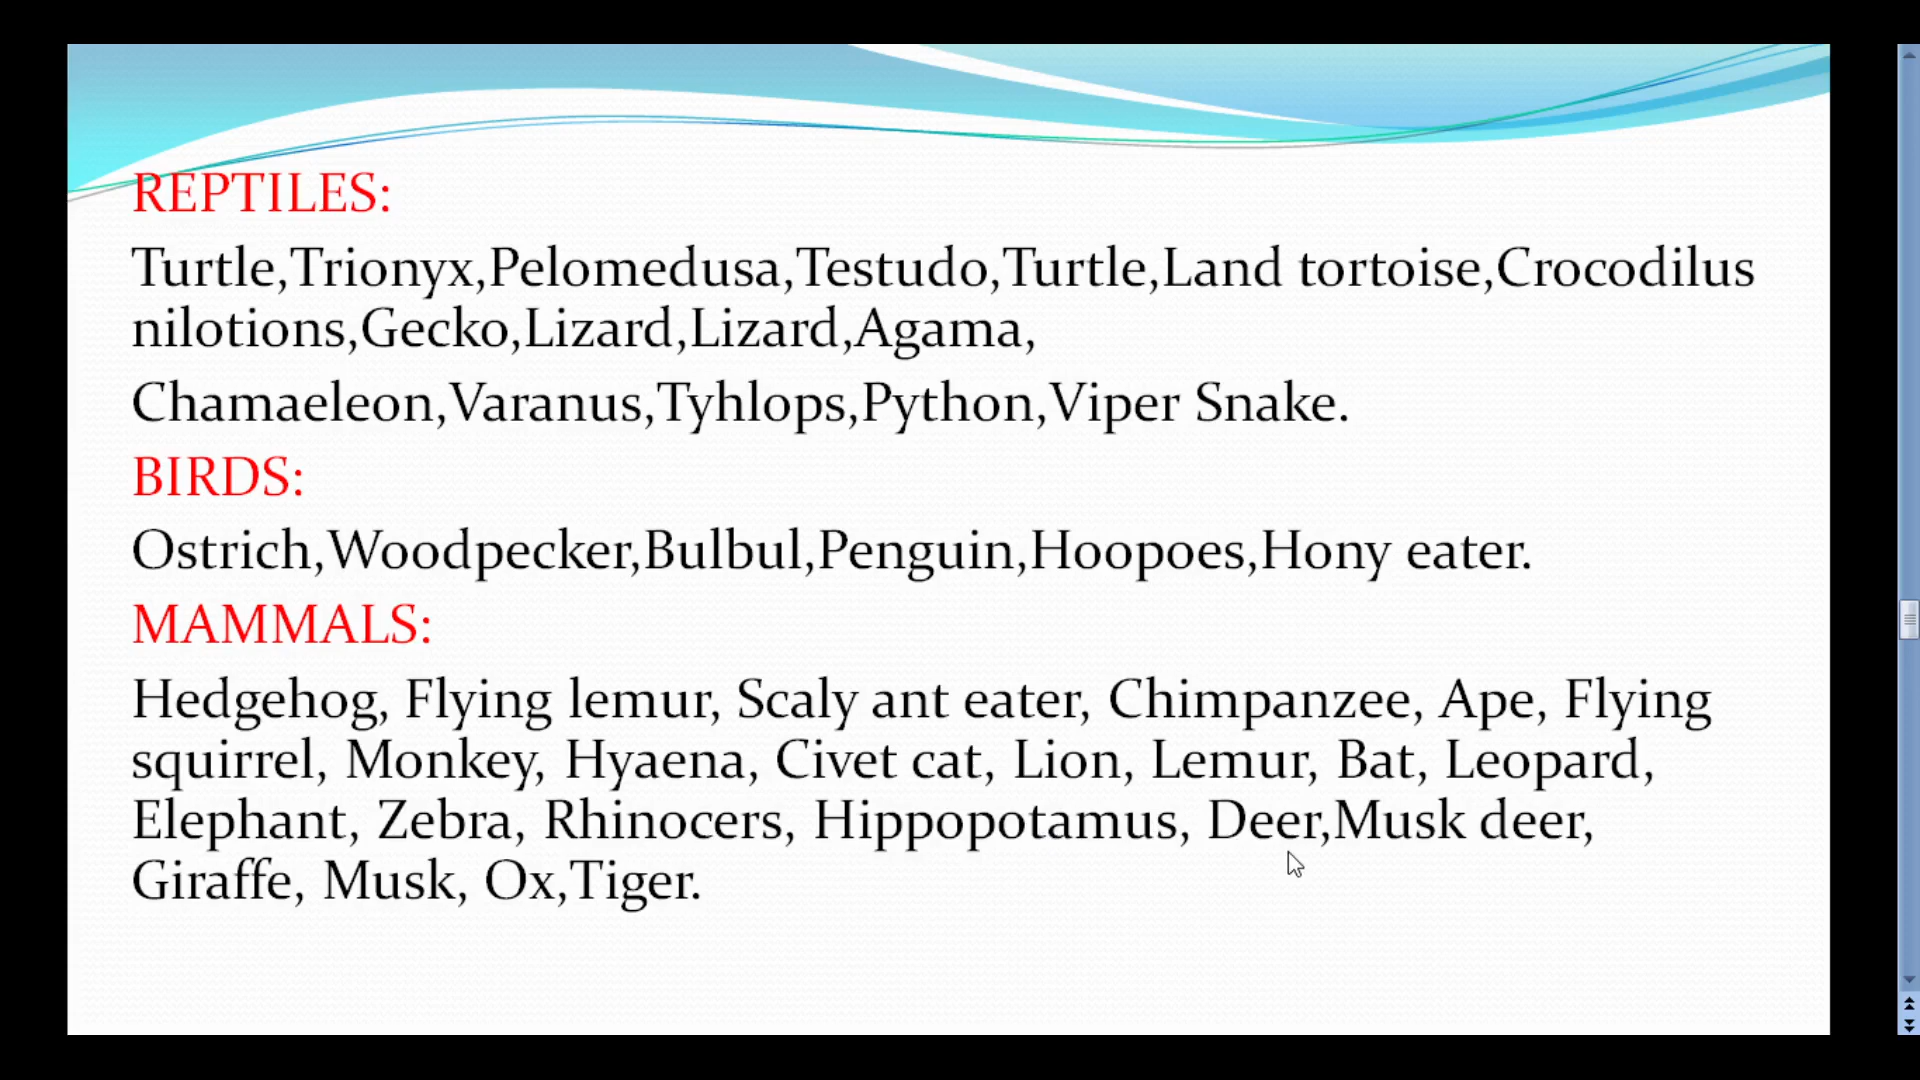 REPTILES:
Turtle,Trionyx,Pelomedusa,Testudo,Turtle,Land tortoise,Crocodilus
nilotions,Gecko,Lizard,Lizard,Agama,
Chamaeleon,Varanus,Tyhlops,Python,Viper Snake.
BIRDS:
Ostrich,Woodpecker,Bulbul,Penguin,Hoopoes,Hony eater.
MAMMALS:
Hedgehog, Flying lemur, Scaly ant eater, Chimpanzee, Ape, Flying
squirrel, Monkey, Hyaena, Civet cat, Lion, Lemur, Bat, Leopard,
Elephant, Zebra, Rhinocers, Hippopotamus, Deer,Musk deer,
Giraffe, Musk, Ox,Tiger.